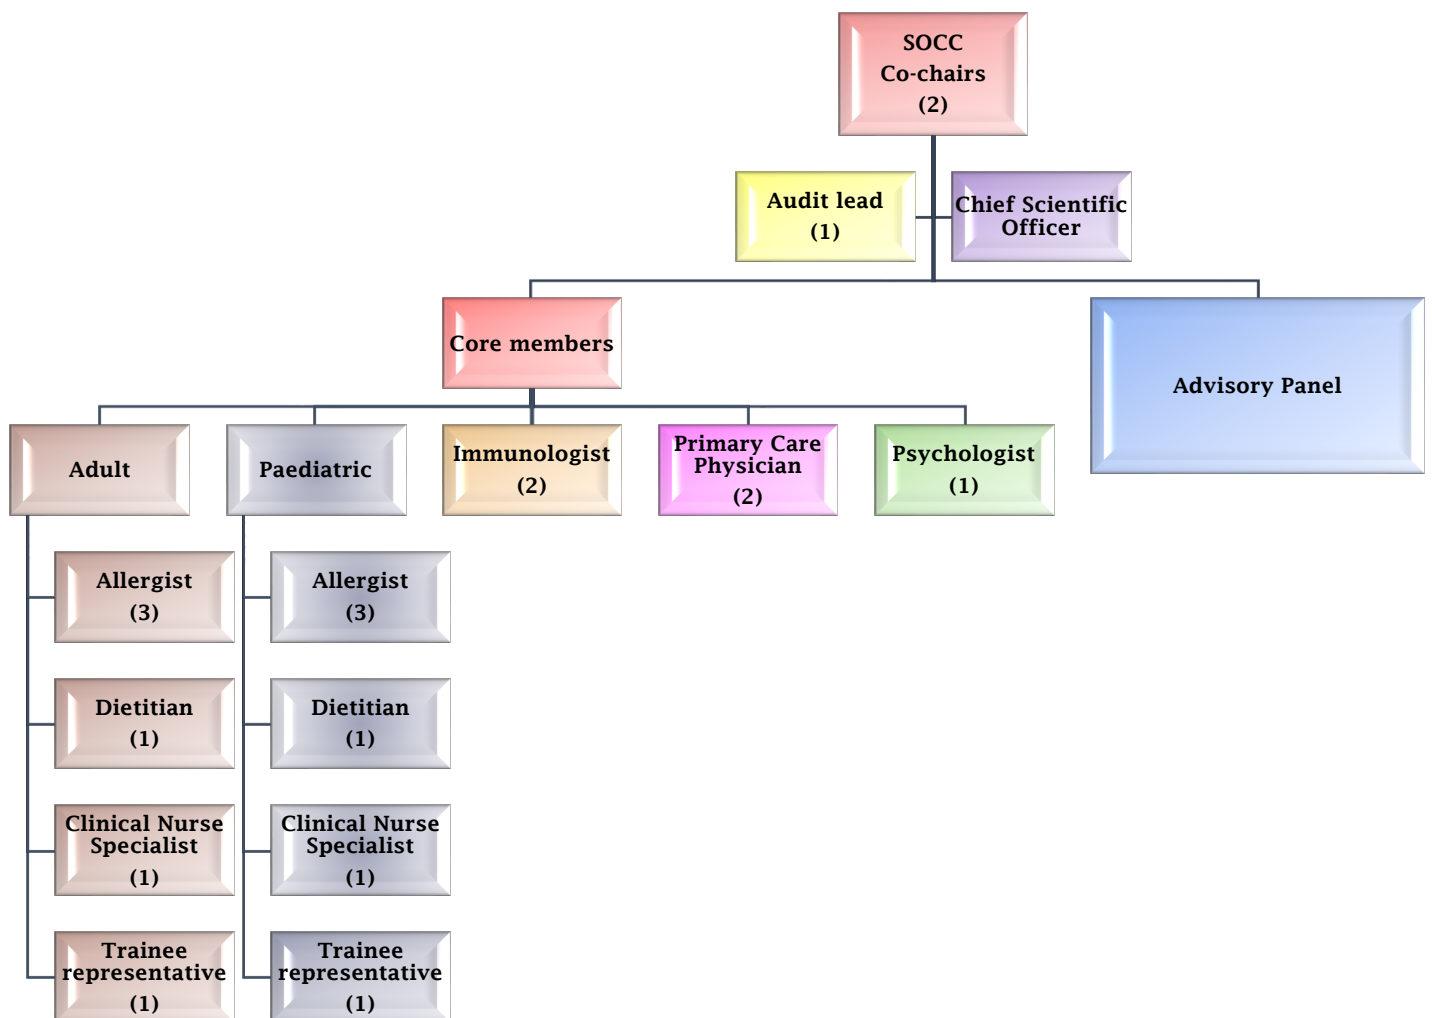 SOCC
Co-chairs
(2)
Audit lead
(1)
Chief Scientific
Officer
Core members
Advisory Panel
Adult
Paediatric
Immunologist
(2)
Primary Care
Physician
(2)
Psychologist
(1)
Allergist
(3)
Allergist
(3)
Dietitian
(1)
Dietitian
(1)
Clinical Nurse
Specialist
(1)
Clinical Nurse
Specialist
(1)
Trainee
representative
(1)
Trainee
representative
(1)